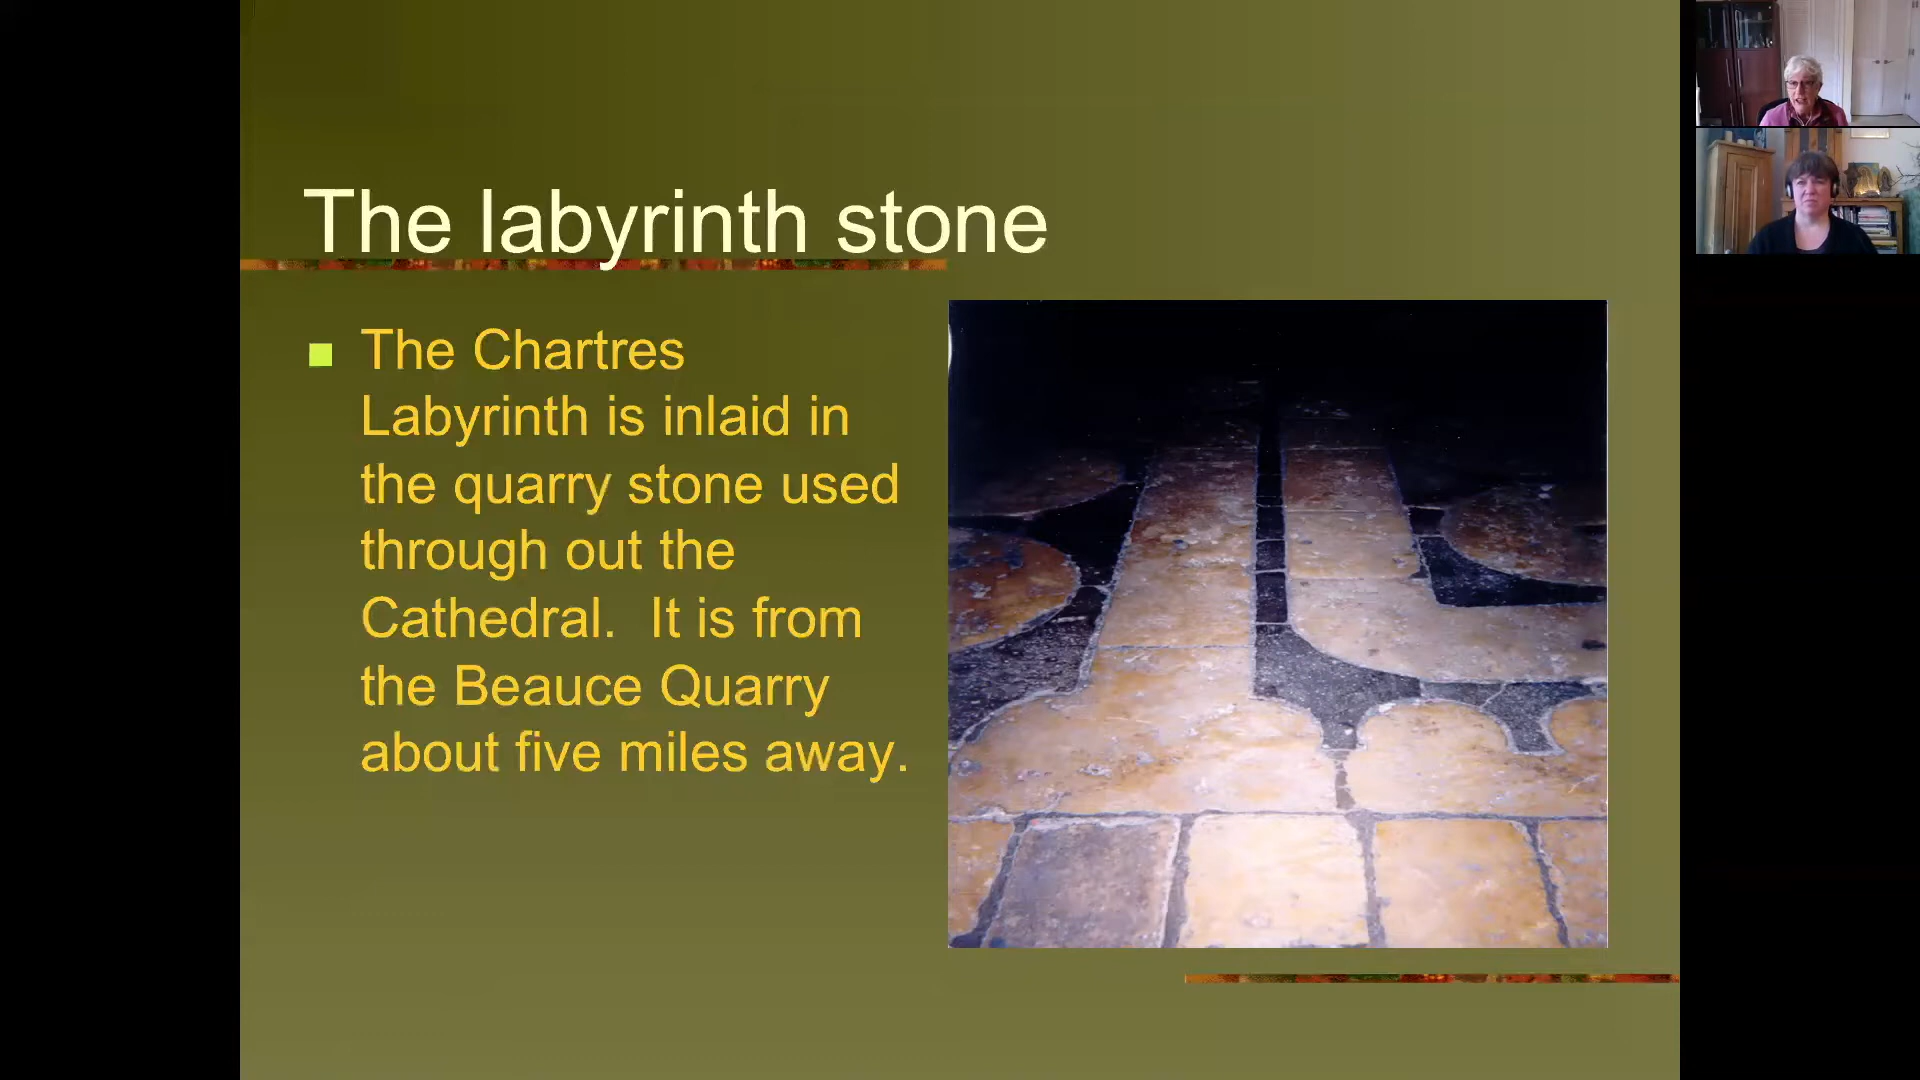 The labyrinth stone
The Chartres
Labyrinth is inlaid in
the quarry stone used
through out the
Cathedral.  It is from
the Beauce Quarry
about five miles away.